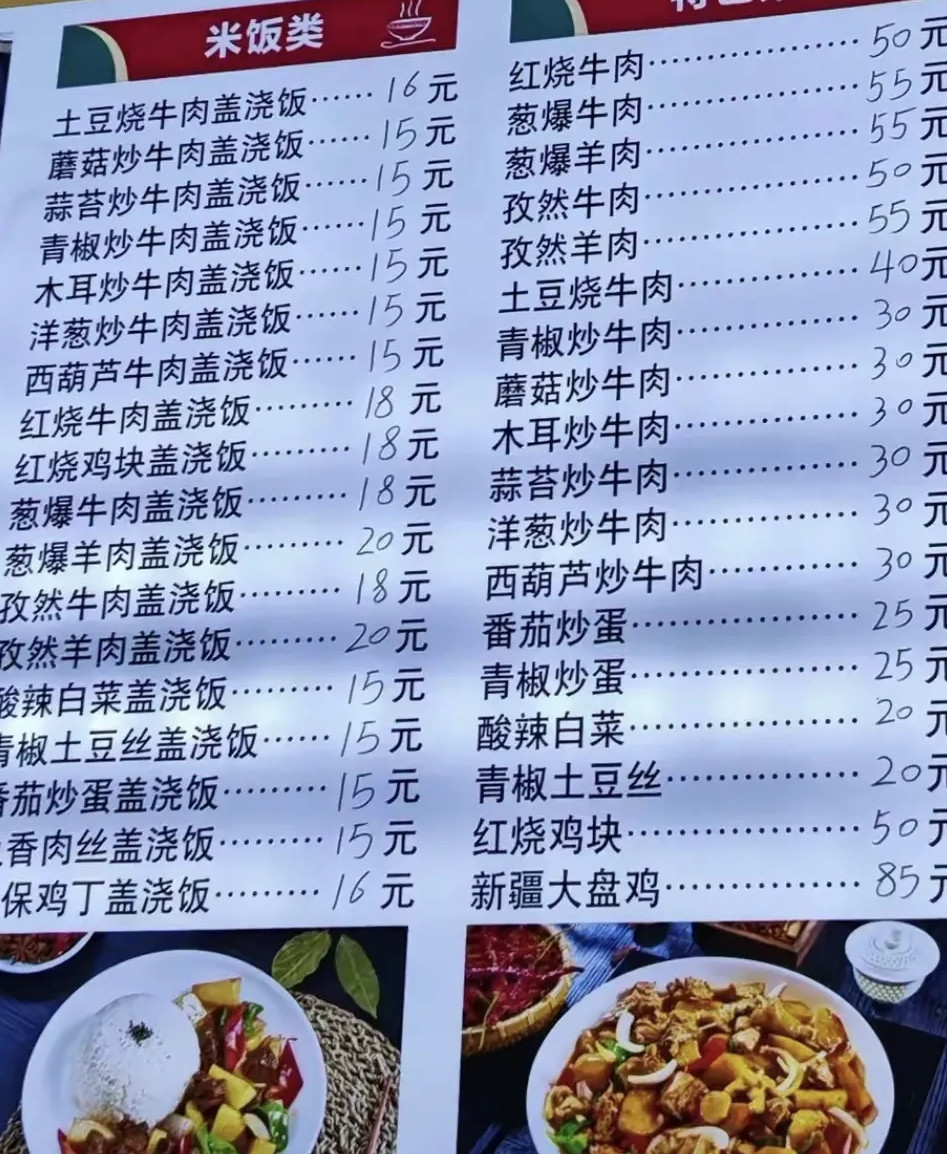 米饭类
土豆烧牛肉盖浇饭……16元
蘑菇炒牛肉盖浇饭……15元
蒜苔炒牛肉盖浇饭……15元
青椒炒牛肉盖浇饭……15元
木耳炒牛肉盖浇饭……15元
洋葱炒牛肉盖浇饭……15元
西葫芦牛肉盖浇饭……15元
红烧牛肉盖浇饭………18元
红烧鸡块盖浇饭………18元
葱爆牛肉盖浇饭………18元
葱爆羊肉盖浇饭………20元
孜然牛肉盖浇饭………18元
孜然羊肉盖浇饭………20元
酸辣白菜盖浇饭………15元
青椒土豆丝盖浇饭……15元
番茄炒蛋盖浇饭………15元
香肉丝盖浇饭………15元
保鸡丁盖浇饭………16元
特色
红烧牛肉………………50元
葱爆牛肉………………55元
葱爆羊肉………………55元
孜然牛肉………………50元
孜然羊肉………………55元
土豆烧牛肉……………40元
青椒炒牛肉……………30元
蘑菇炒牛肉……………30元
木耳炒牛肉……………30元
蒜苔炒牛肉……………30元
洋葱炒牛肉……………30元
西葫芦炒牛肉…………30元
番茄炒蛋………………25元
青椒炒蛋………………25元
酸辣白菜………………20元
青椒土豆丝……………20元
红烧鸡块………………50元
新疆大盘鸡……………85元